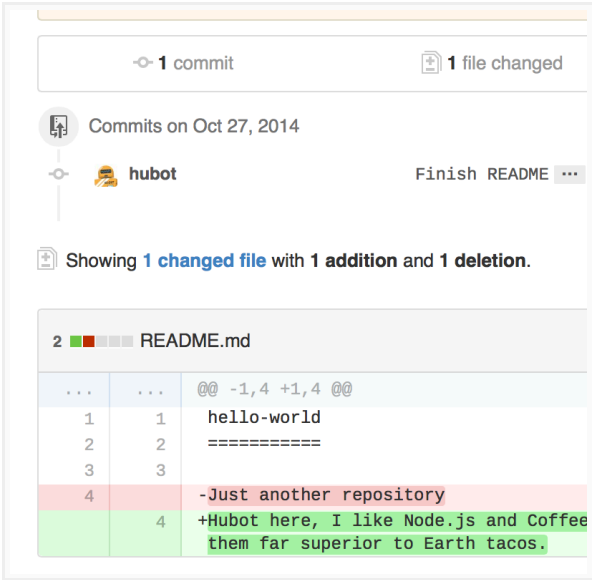 1 commit 1 file changed
Commits on Oct 27, 2014
hubot Finish README ...
Showing 1 changed file with 1 addition and 1 deletion.
2 README.md
... ... @@ -1,4 +1,4 @@
1 1 hello-world
2 2 ===========
3 3
4 -Just another repository
4 +Hubot here, I like Node.js and Coffee
them far superior to Earth tacos.